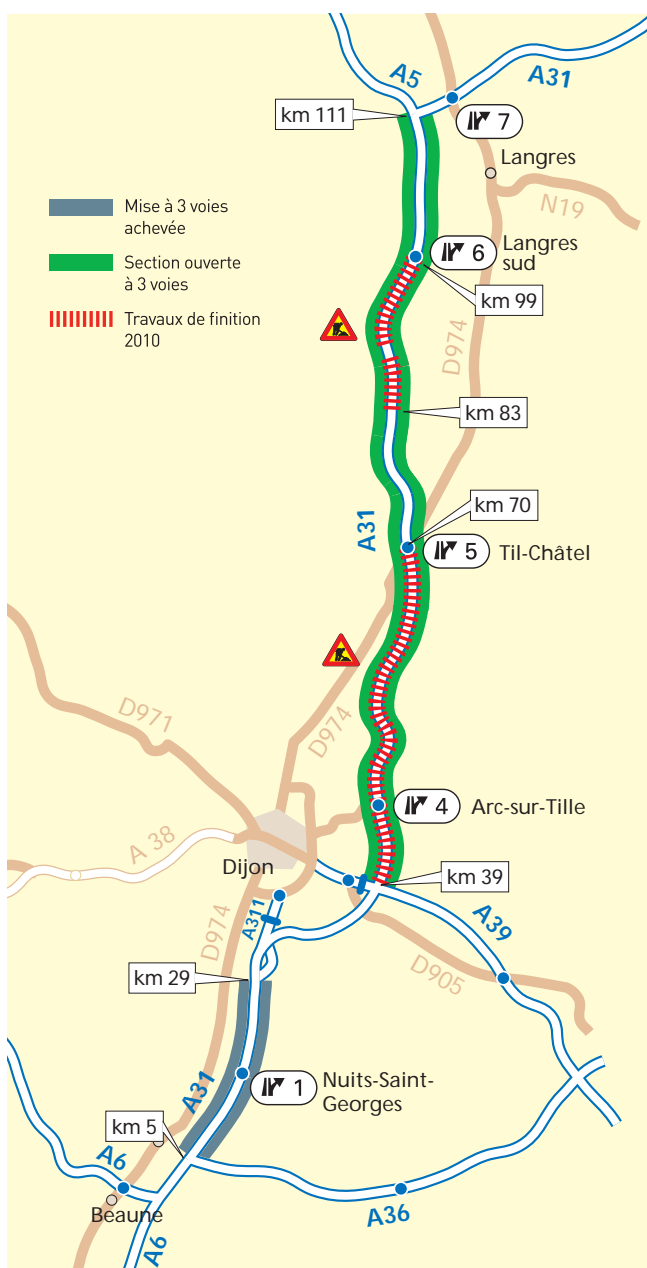 A5
A31
km 111
7
Langres
N19
Mise à 3 voies
achevée
Section ouverte
à 3 voies
Travaux de finition
2010
6
Langres
sud
km 99
D974
km 83
km 70
A31
5
Til-Châtel
D971
D974
4
Arc-sur-Tille
A 38
Dijon
km 39
A311
A39
D974
D905
km 29
1
Nuits-Saint-
Georges
A31
km 5
A6
Beaune
A36
A6